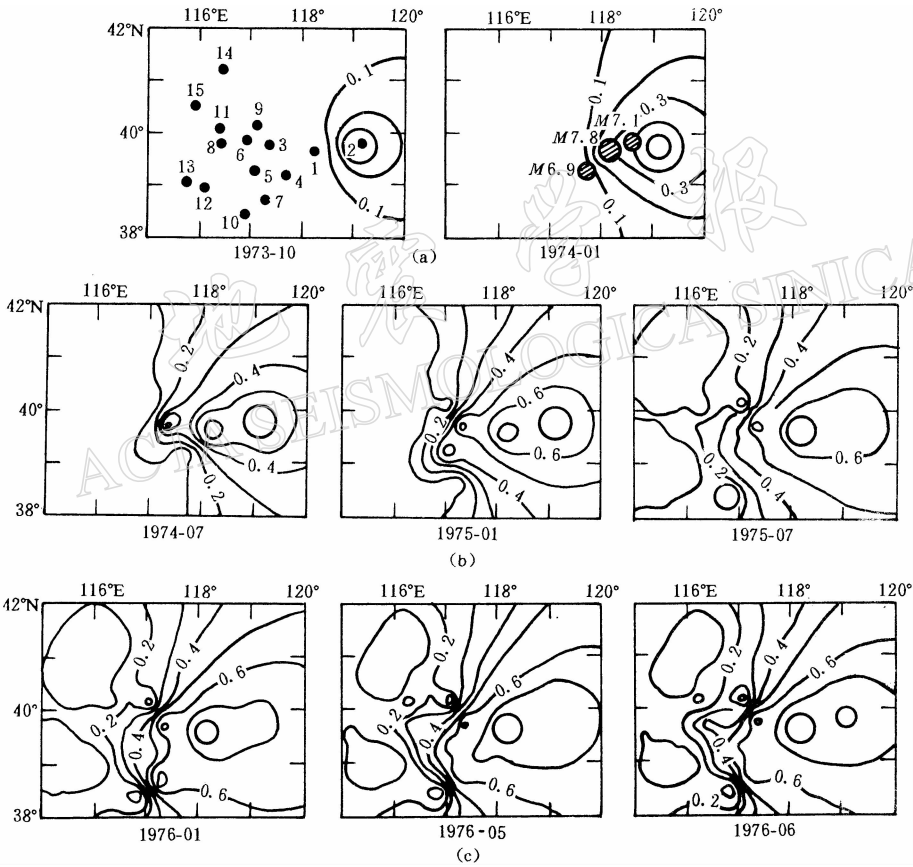 116°E 118° 120° 116°E 118° 120°
42°N
14
15
11 9
40°
8 6 3 1 2
13 5 4
12 7
10
38°
0.1
0.1
0.1
0.3
M7.1
M7.8
M6.9
0.3
0.1
1973-10 (a) 1974-01
地震学报
ACTA SEISMOLOGICA SINICA
116°E 118° 120° 116°E 118° 120° 116°E 118° 120°
42°N
40°
38°
0.2 0.4 0.4 0.2
0.4 0.6 0.2 0.6 0.4
0.2 0.4 0.6 0.2 0.4
1974-07 1975-01 1975-07
(b)
116°E 118° 120° 116°E 118° 120° 116°E 118° 120°
42°N
40°
38°
0.2 0.4 0.6 0.2 0.4 0.6
0.2 0.4 0.6 0.2 0.4 0.6
0.2 0.4 0.6 0.2 0.4 0.6 0.2
1976-01 1976-05 1976-06
(c)